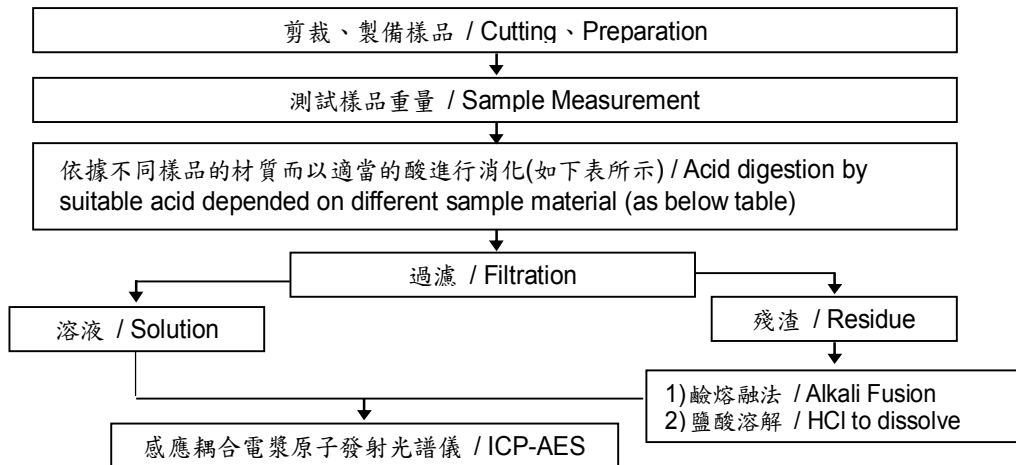 剪裁、製備樣品 / Cutting、Preparation
測試樣品重量 / Sample Measurement
依據不同樣品的材質而以適當的酸進行消化(如下表所示) / Acid digestion by
suitable acid depended on different sample material (as below table)
過濾 / Filtration
溶液 / Solution
殘渣 / Residue
1)鹼熔融法 / Alkali Fusion
2)鹽酸溶解 / HCl to dissolve
感應耦合電漿原子發射光譜儀 / ICP-AES